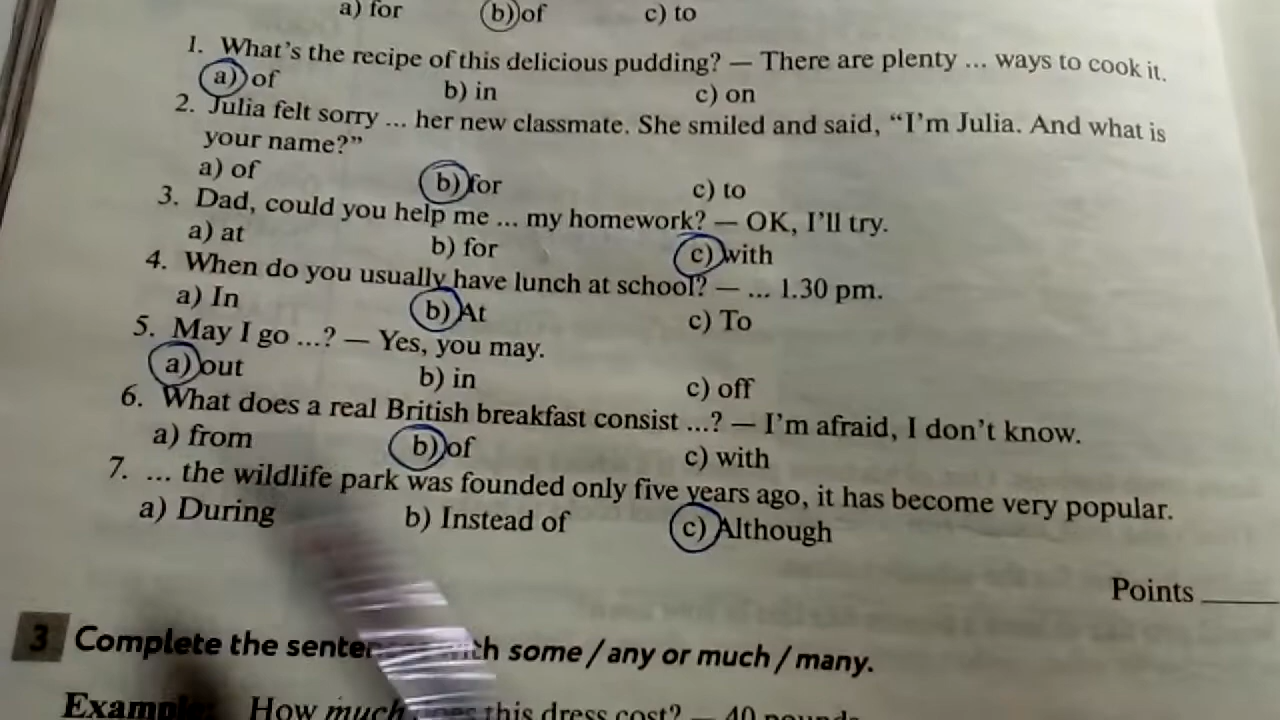 a) for b) of c) to
1. What's the recipe of this delicious pudding? — There are plenty ... ways to cook it.
a) of b) in c) on
2. Julia felt sorry ... her new classmate. She smiled and said, “I'm Julia. And what is
your name?”
a) of b) for c) to
3. Dad, could you help me ... my homework? — OK, I'll try.
a) at b) for c) with
4. When do you usually have lunch at school? — ... 1.30 pm.
a) In b) At c) To
5. May I go ...? — Yes, you may.
a) out b) in c) off
6. What does a real British breakfast consist ...? — I'm afraid, I don't know.
a) from b) of c) with
7. ... the wildlife park was founded only five years ago, it has become very popular.
a) During b) Instead of c) Although
Points ____
3 Complete the some / any or much / many.
How much this dress cost? — 40 pounds